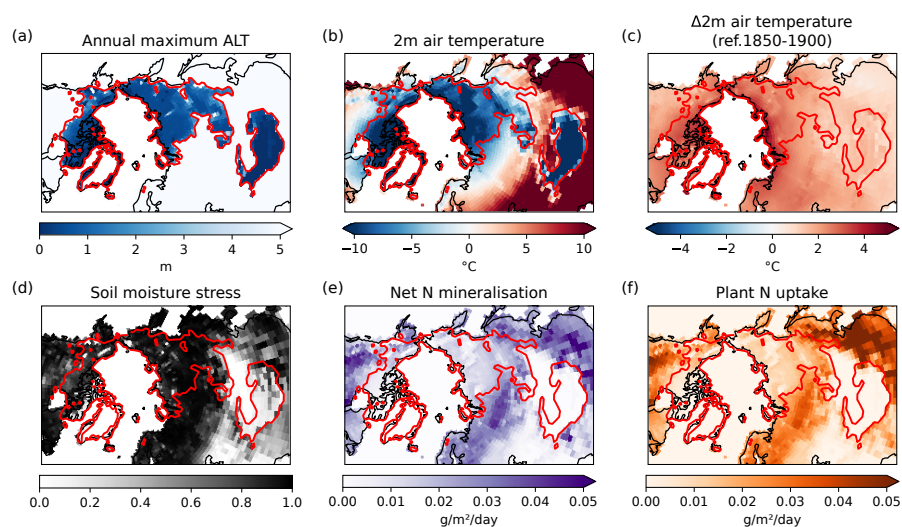 (a) Annual maximum ALT
(b) 2m air temperature
(c) Δ2m air temperature
(ref.1850-1900)
0 1 2 3 4 5
m
−10 −5 0 5 10
°C
−4 −2 0 2 4
°C
(d) Soil moisture stress
(e) Net N mineralisation
(f) Plant N uptake
0.0 0.2 0.4 0.6 0.8 1.0
0.00 0.01 0.02 0.03 0.04 0.05
g/m²/day
0.00 0.01 0.02 0.03 0.04 0.05
g/m²/day